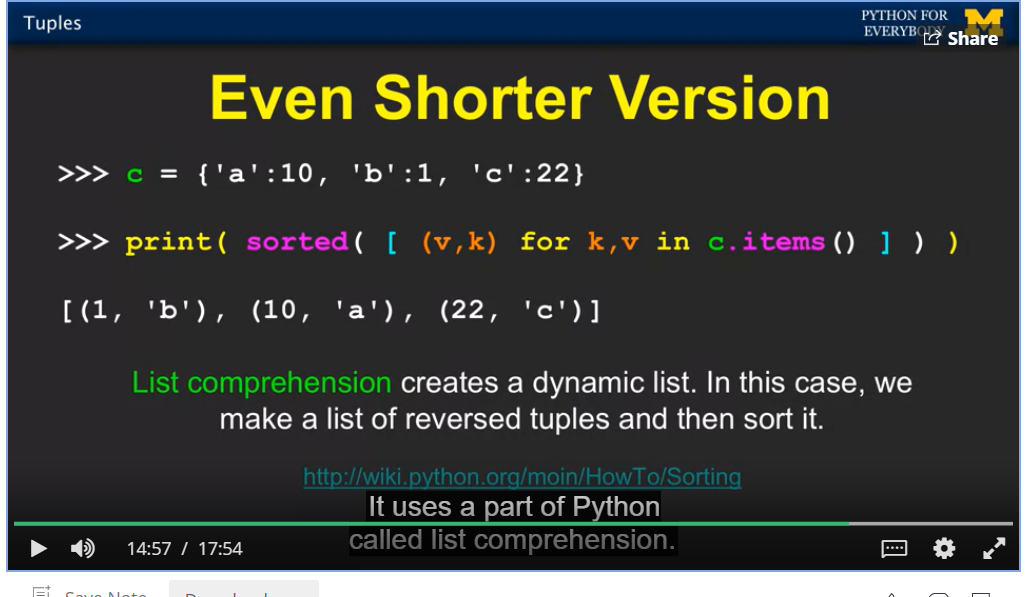 Tuples
PYTHON FOR
EVERYBODY
Share
Even Shorter Version
>>> c = {'a':10, 'b':1, 'c':22}
>>> print( sorted( [ (v,k) for k,v in c.items() ] ) )
[(1, 'b'), (10, 'a'), (22, 'c')]
List comprehension creates a dynamic list. In this case, we
make a list of reversed tuples and then sort it.
http://wiki.python.org/moin/HowTo/Sorting
It uses a part of Python
called list comprehension.
14:57 / 17:54
Save Note